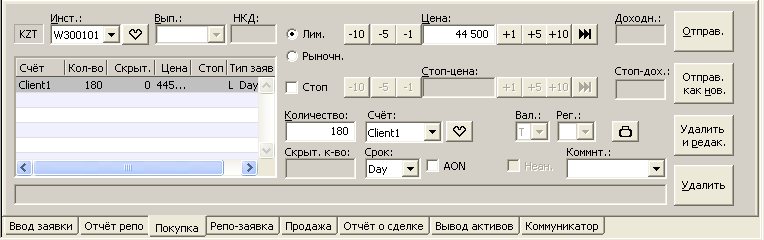 Инст.: Вып.: НКД: Цена: Доходн.:
KZT W300101 Лим. -10 -5 -1 44 500 +1 +5 +10 Отправ.
Рыночн.
Счёт Кол-во Скрыт. Цена Стоп Тип заяв Стоп-цена: Стоп-дох.:
Client1 180 0 445... L Day Стоп -10 -5 -1 +1 +5 +10 Отправ. как нов.
Количество: Счёт: Вал.: Рег.:
180 Client1 T Удалить и редак.
Скрыт. к-во: Срок: Коммнт.:
Day AON Неан. Удалить
Ввод заявки Отчёт репо Покупка Репо-заявка Продажа Отчёт о сделке Вывод активов Коммуникатор